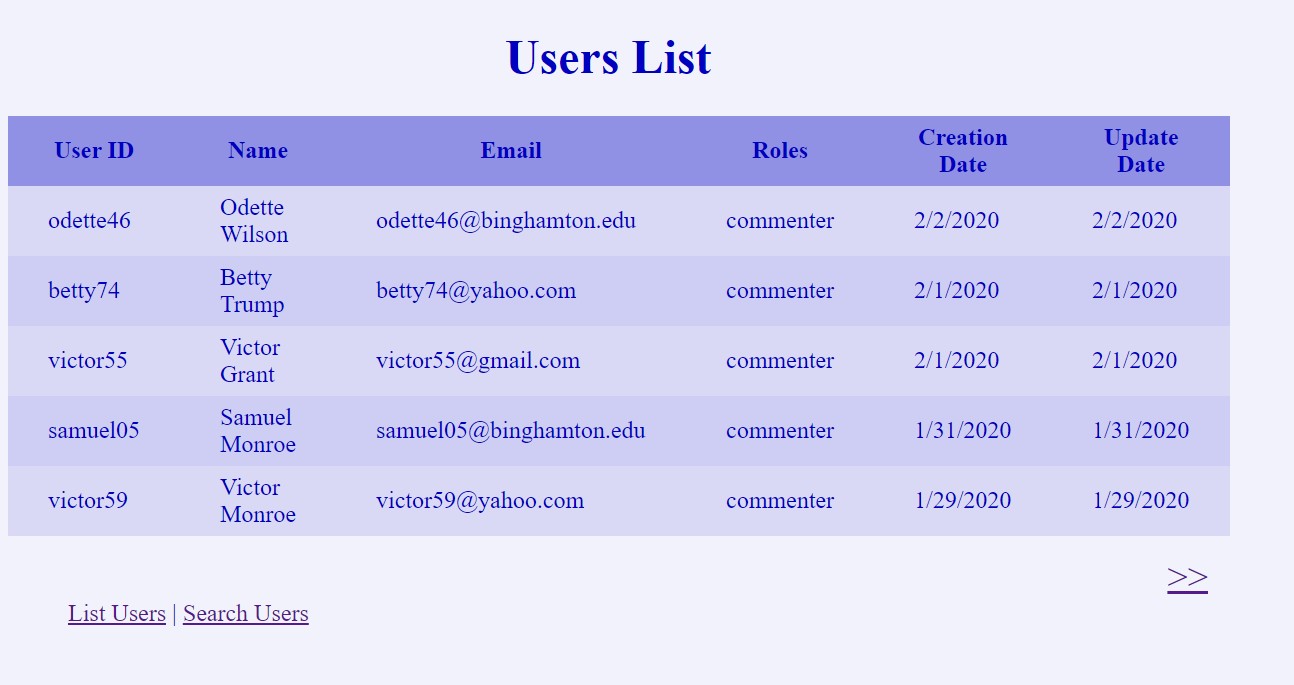 Users List
User ID Name Email Roles Creation Date Update Date
odette46 Odette Wilson odette46@binghamton.edu commenter 2/2/2020 2/2/2020
betty74 Betty Trump betty74@yahoo.com commenter 2/1/2020 2/1/2020
victor55 Victor Grant victor55@gmail.com commenter 2/1/2020 2/1/2020
samuel05 Samuel Monroe samuel05@binghamton.edu commenter 1/31/2020 1/31/2020
victor59 Victor Monroe victor59@yahoo.com commenter 1/29/2020 1/29/2020
>>
List Users | Search Users